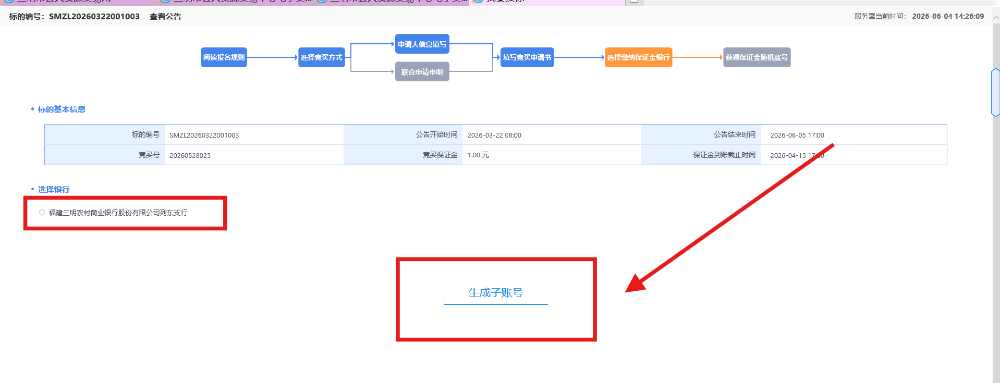 标的编号：SMZL20260322001003 查看公告
服务器当前时间： 2026-06-04 14:26:09
阅读报名规则
选择竞买方式
申请人信息填写
联合申请申明
填写竞买申请书
选择缴纳保证金银行
获得保证金随机账号
标的基本信息
标的编号 SMZL20260322001003 公告开始时间 2026-03-22 08:00 公告结束时间 2026-06-05 17:00
竞买号 20260528025 竞买保证金 1.00 元 保证金到账截止时间 2026-04-15
选择银行
福建三明农村商业银行股份有限公司列东支行
生成子账号